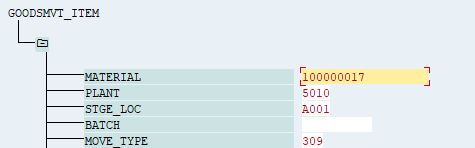 GOODSMVT_ITEM
MATERIAL 100000017
PLANT 5010
STGE_LOC A001
BATCH
MOVE_TYPE 309